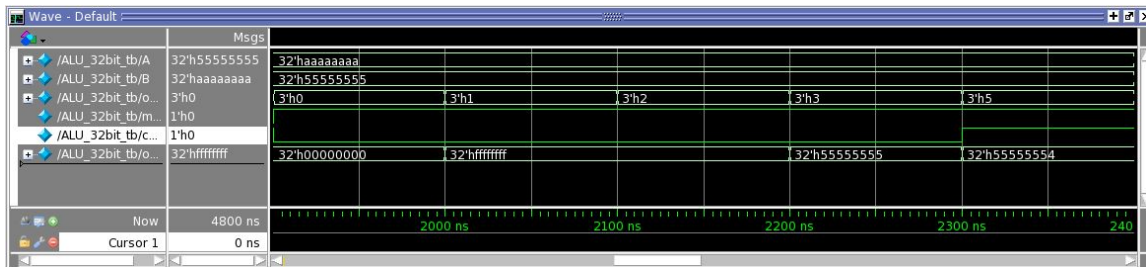 Wave - Default
Msgs
/ALU_32bit_tb/A 32'h55555555 32'haaaaaaaa
/ALU_32bit_tb/B 32'haaaaaaaa 32'h55555555
/ALU_32bit_tb/o... 3'h0 3'h0 3'h1 3'h2 3'h3 3'h5
/ALU_32bit_tb/m... 1'h0
/ALU_32bit_tb/c... 1'h0
/ALU_32bit_tb/o... 32'hffffffff 32'h00000000 32'hffffffff 32'h55555555 32'h55555554
Now 4800 ns 2000 ns 2100 ns 2200 ns 2300 ns 240
Cursor 1 0 ns